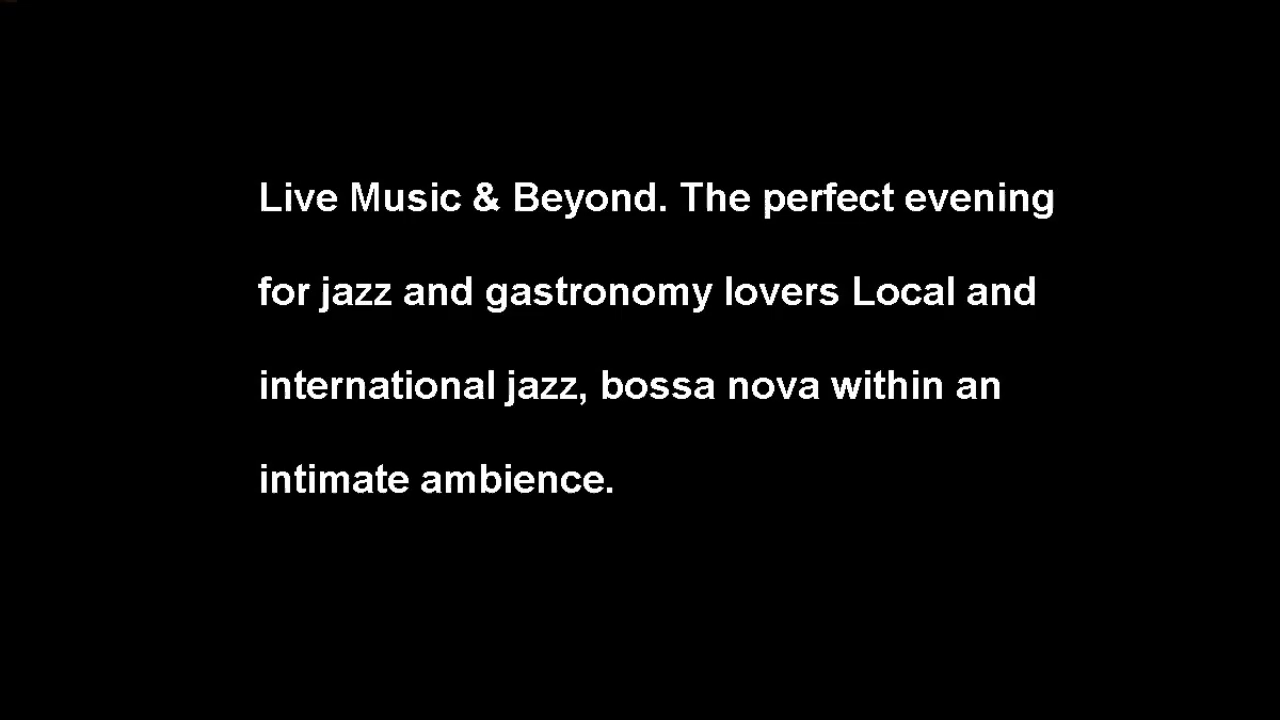 Live Music & Beyond. The perfect evening
for jazz and gastronomy lovers Local and
international jazz, bossa nova within an
intimate ambience.